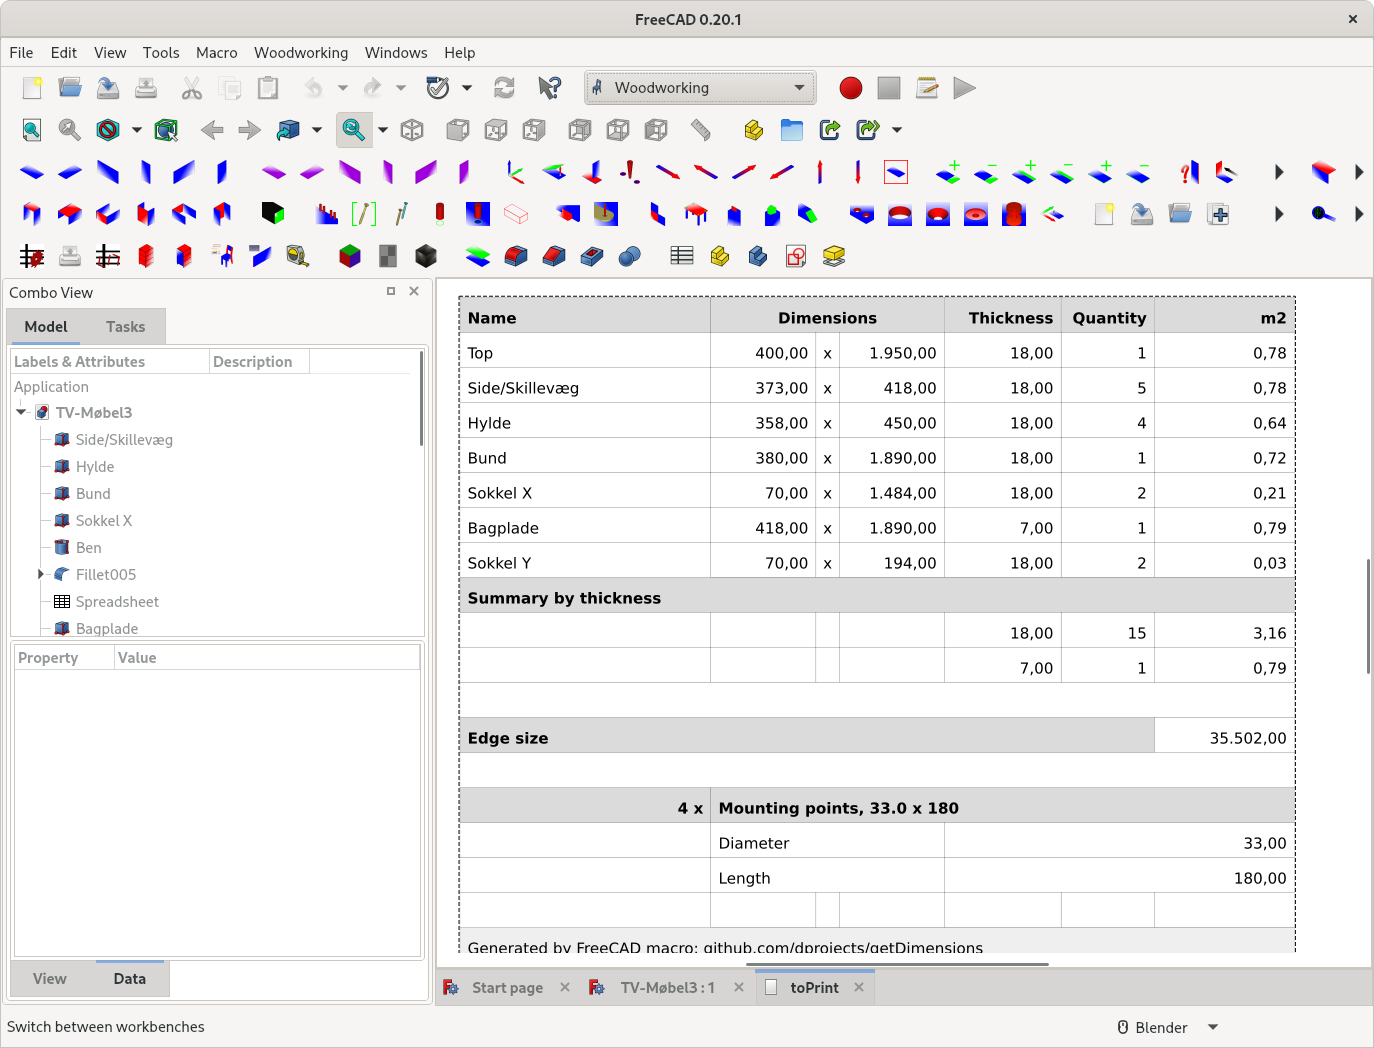 FreeCAD 0.20.1
File Edit View Tools Macro Woodworking Windows Help
Woodworking
Combo View
Model Tasks
Labels & Attributes Description
Application
TV-Møbel3
Side/Skillevæg
Hylde
Bund
Sokkel X
Ben
Fillet005
Spreadsheet
Bagplade
Property Value
View Data
Name Dimensions Thickness Quantity m2
Top 400,00 x 1.950,00 18,00 1 0,78
Side/Skillevæg 373,00 x 418,00 18,00 5 0,78
Hylde 358,00 x 450,00 18,00 4 0,64
Bund 380,00 x 1.890,00 18,00 1 0,72
Sokkel X 70,00 x 1.484,00 18,00 2 0,21
Bagplade 418,00 x 1.890,00 7,00 1 0,79
Sokkel Y 70,00 x 194,00 18,00 2 0,03
Summary by thickness
18,00 15 3,16
7,00 1 0,79
Edge size 35.502,00
4 x Mounting points, 33.0 x 180
Diameter 33,00
Length 180,00
Generated by FreeCAD macro: github.com/dprojects/getDimensions
Start page TV-Møbel3 : 1 toPrint
Switch between workbenches Blender